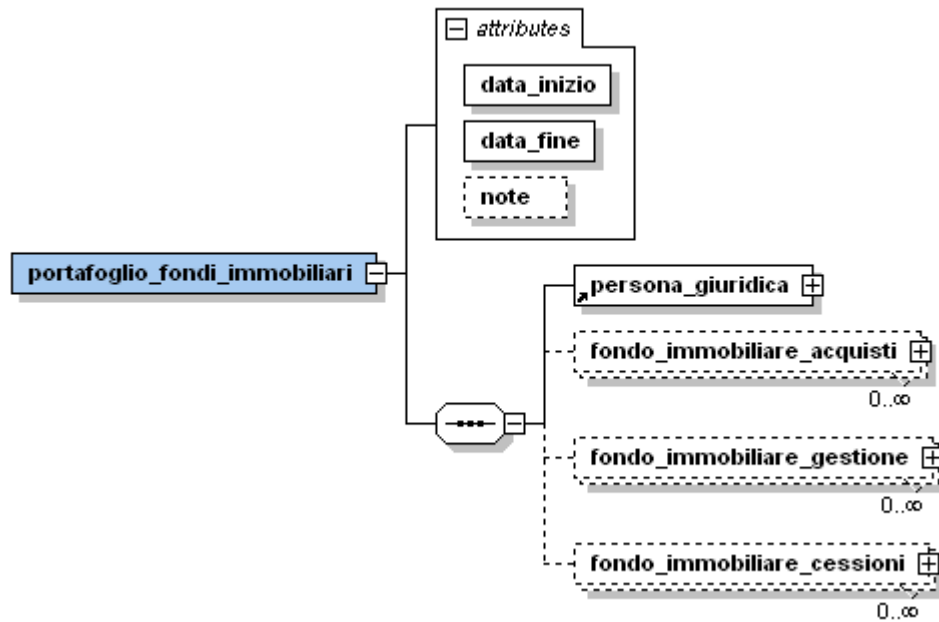 attributes
data_inizio
data_fine
note
portafoglio_fondi_immobiliari
persona_giuridica
fondo_immobiliare_acquisti
0..∞
fondo_immobiliare_gestione
0..∞
fondo_immobiliare_cessioni
0..∞